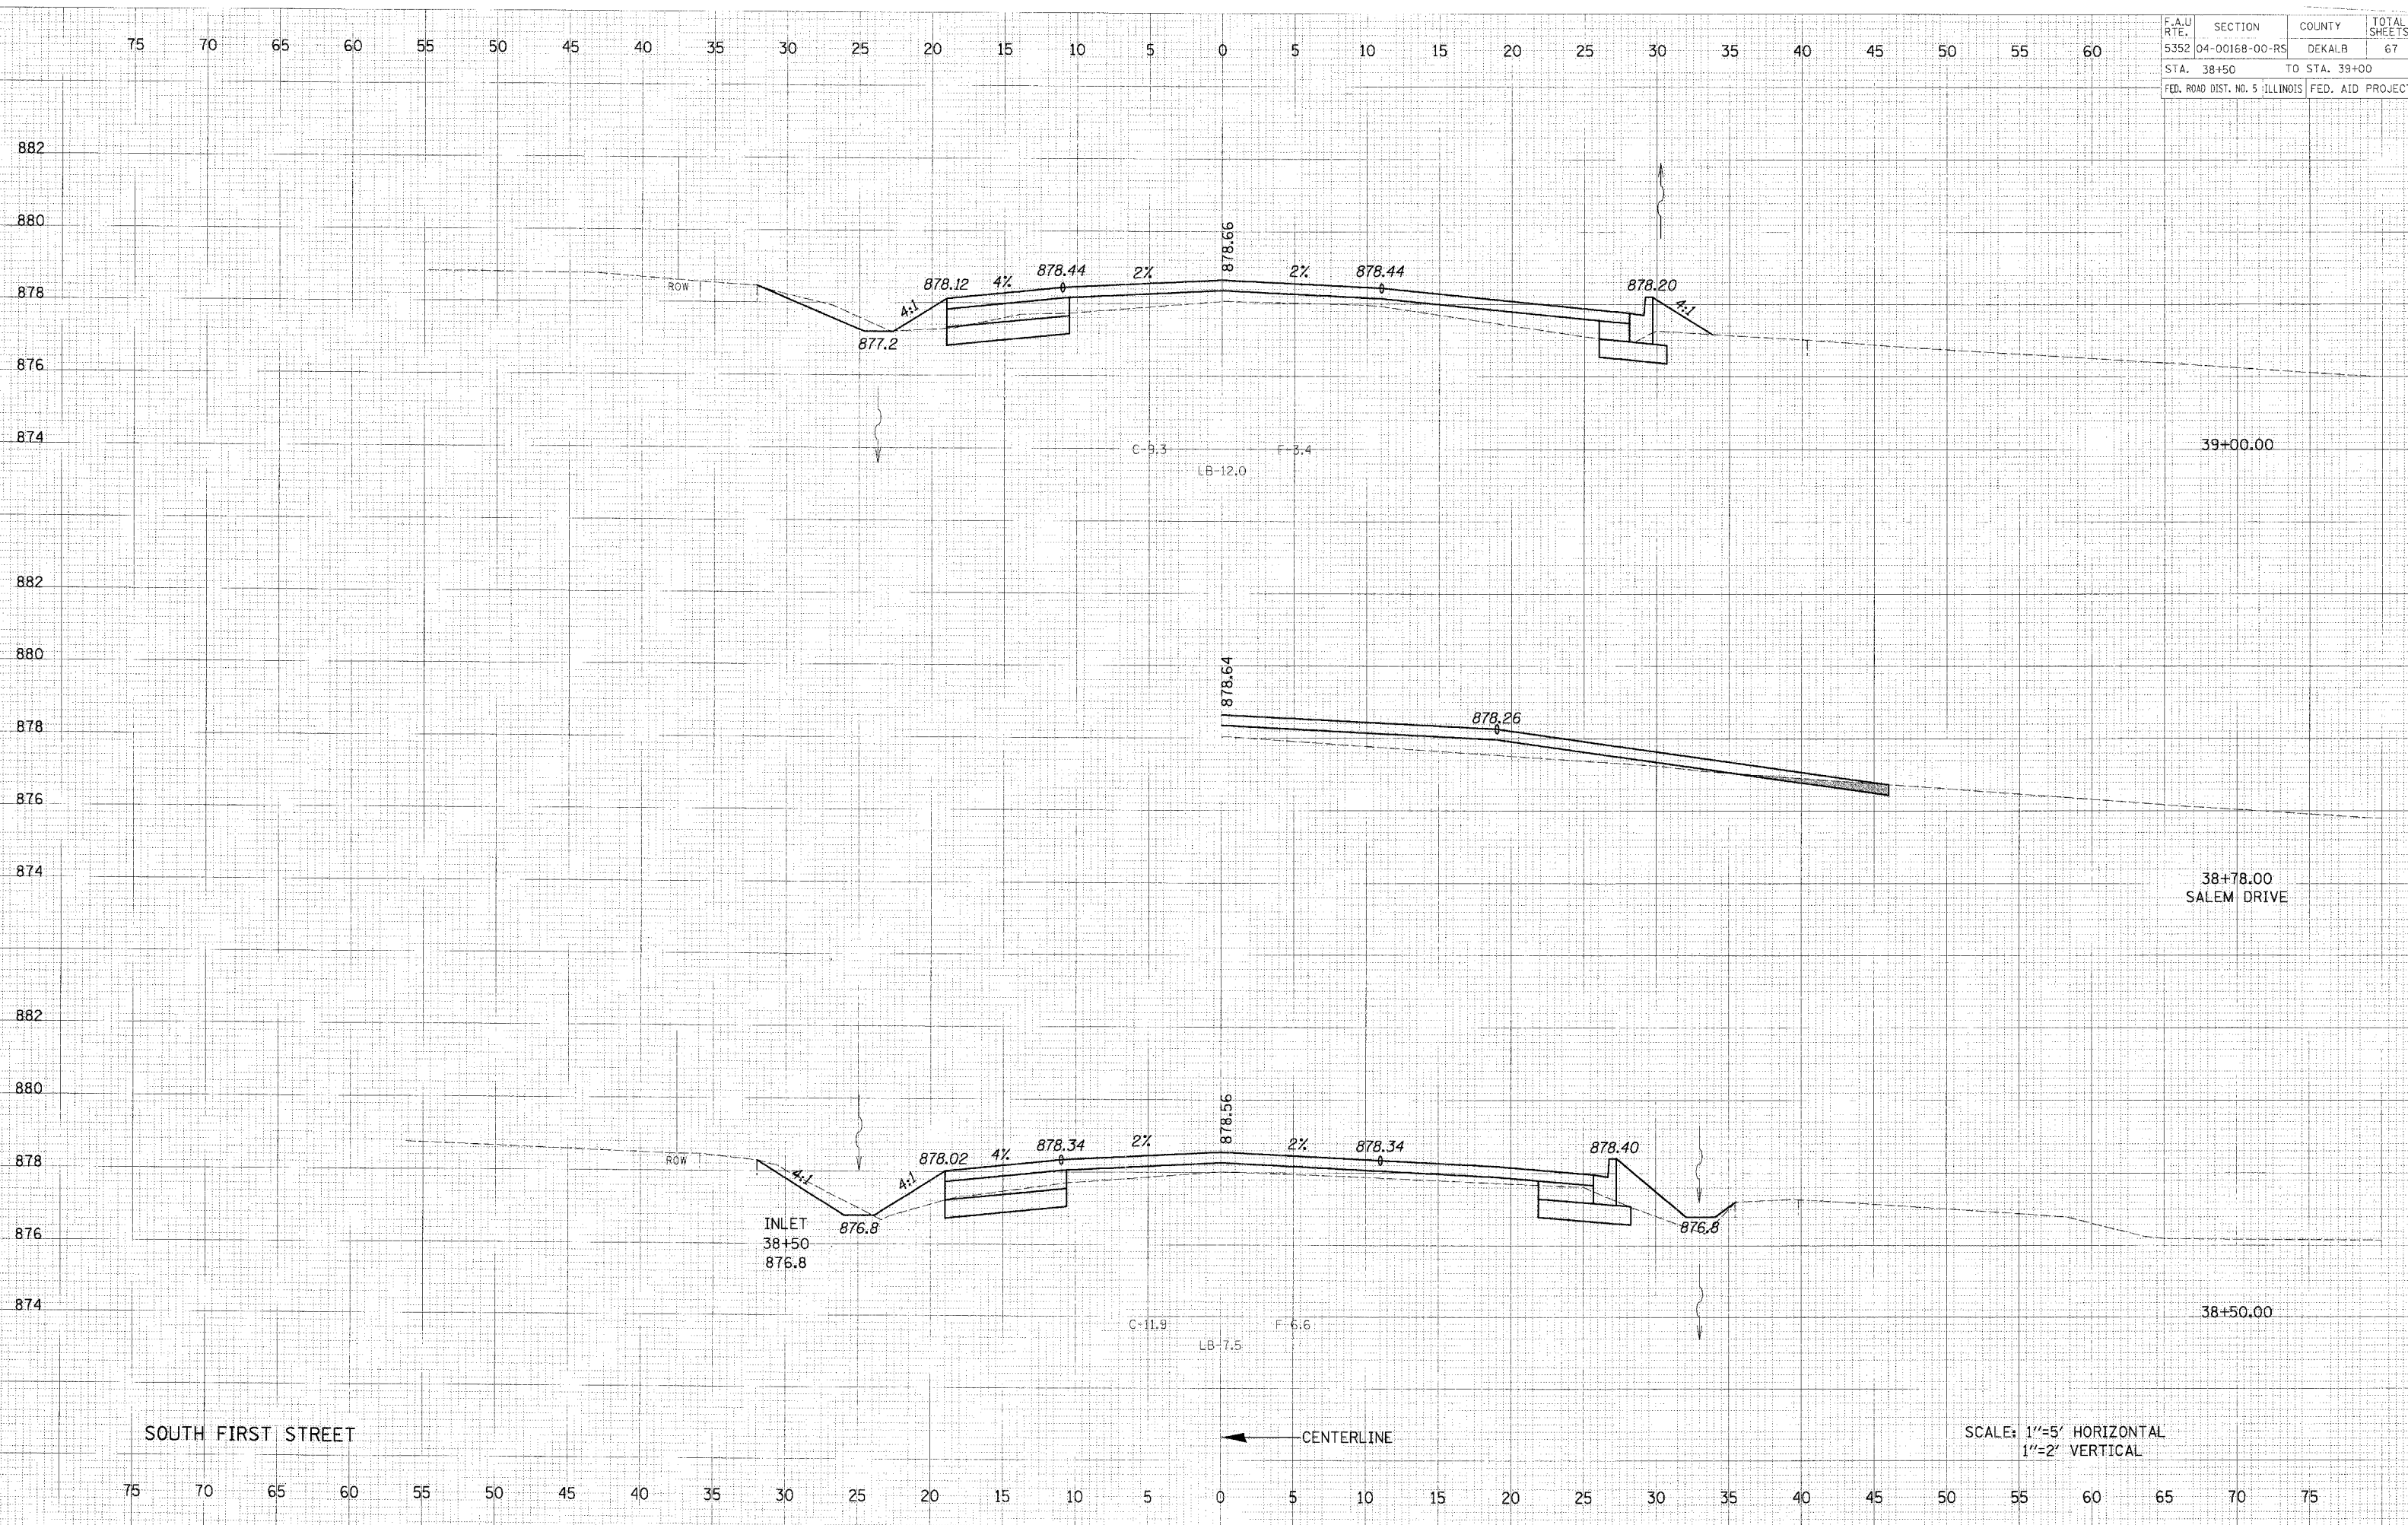 F.A.U RTE. SECTION COUNTY TOTAL SHEETS
5352 04-00168-00-RS DEKALB 67
STA. 38+50 TO STA. 39+00
FED. ROAD DIST. NO. 5 ILLINOIS FED. AID PROJECT
75 70 65 60 55 50 45 40 35 30 25 20 15 10 5 0 5 10 15 20 25 30 35 40 45 50 55 60
882
880
878
876
874
878.66
ROW
878.12 4% 878.44 2% 2% 878.44 878.20
4:1 4:1
877.2
C-9.3 F-3.4
LB-12.0
39+00.00
882
880
878
876
874
878.64
878.26
38+78.00
SALEM DRIVE
882
880
878
876
874
878.56
ROW
878.02 4% 878.34 2% 2% 878.34 878.40
4:1 4:1
876.8 876.8
INLET
38+50
876.8
C-11.9 F-6.6
LB-7.5
38+50.00
SOUTH FIRST STREET
CENTERLINE
SCALE: 1"=5' HORIZONTAL
1"=2' VERTICAL
75 70 65 60 55 50 45 40 35 30 25 20 15 10 5 0 5 10 15 20 25 30 35 40 45 50 55 60 65 70 75